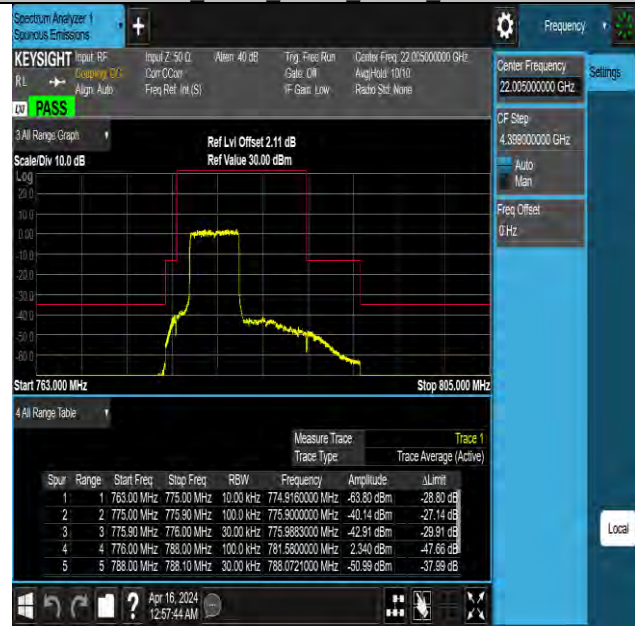 Spectrum Analyzer 1
Spurious Emissions
+
Frequency
KEYSIGHT Input: RF Input Z: 50 Ω Atten: 40 dB Trig: Free Run Center Freq: 22.005000000 GHz
RL Coupling: DC Corr CCorr Gate: Off Avg|Hold: 10/10
Align: Auto Freq Ref: Int (S) IF Gain: Low Radio Std: None
LXI PASS
3 All Range Graph
Ref Lvl Offset 2.11 dB
Scale/Div 10.0 dB Ref Value 30.00 dBm
Log
20.0
10.0
0.00
-10.0
-20.0
-30.0
-40.0
-50.0
-60.0
Start 763.000 MHz Stop 805.000 MHz
4 All Range Table
Measure Trace Trace 1
Trace Type Trace Average (Active)
Spur Range Start Freq Stop Freq RBW Frequency Amplitude ΔLimit
1 1 763.00 MHz 775.00 MHz 10.00 kHz 774.9160000 MHz -63.80 dBm -28.80 dB
2 2 775.00 MHz 775.90 MHz 100.0 kHz 775.9000000 MHz -40.14 dBm -27.14 dB
3 3 775.90 MHz 776.00 MHz 30.00 kHz 775.9883000 MHz -42.91 dBm -29.91 dB
4 4 776.00 MHz 788.00 MHz 100.0 kHz 781.5800000 MHz 2.340 dBm -47.66 dB
5 5 788.00 MHz 788.10 MHz 30.00 kHz 788.0721000 MHz -50.99 dBm -37.99 dB
?
Apr 16, 2024
12:57:44 AM
Center Frequency
22.005000000 GHz
Settings
CF Step
4.399000000 GHz
Auto
Man
Freq Offset
0 Hz
Local